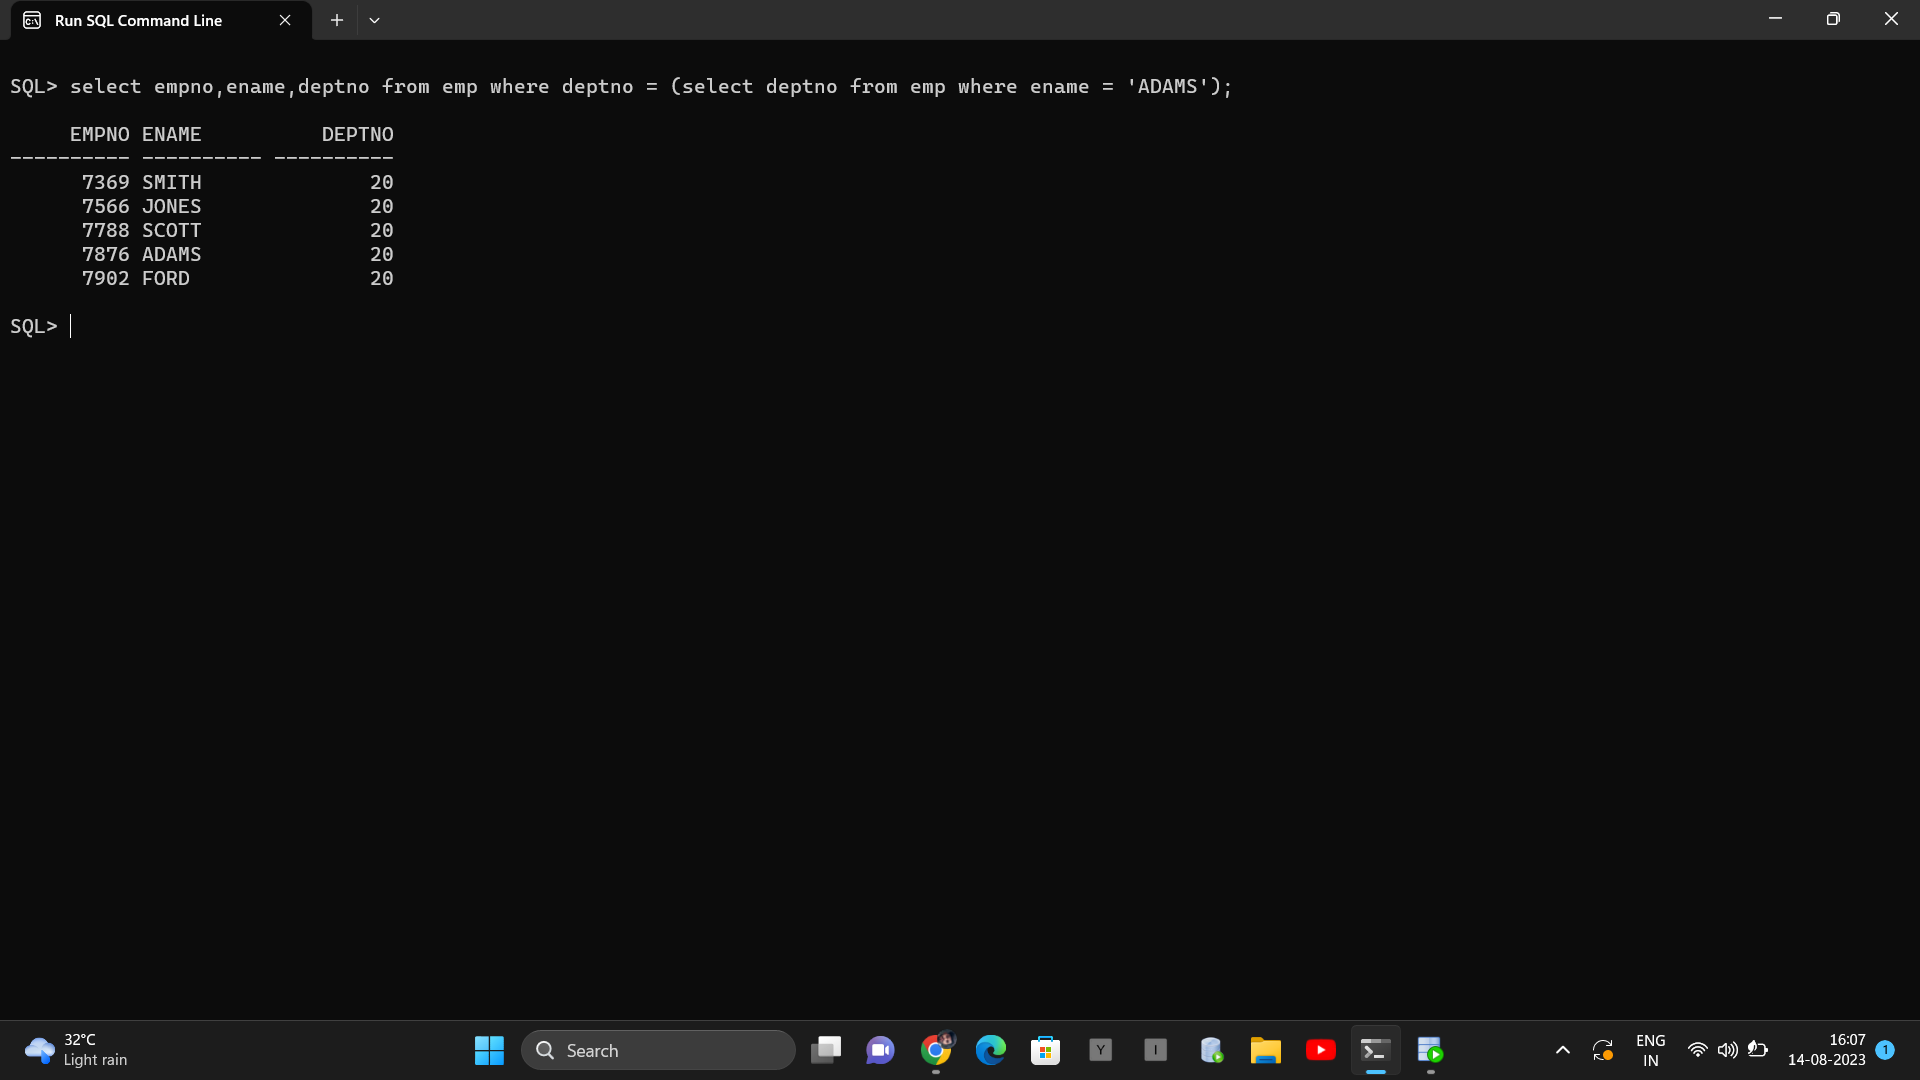 Run SQL Command Line
SQL> select empno,ename,deptno from emp where deptno = (select deptno from emp where ename = 'ADAMS');
     EMPNO ENAME          DEPTNO
---------- ---------- ----------
      7369 SMITH              20
      7566 JONES              20
      7788 SCOTT              20
      7876 ADAMS              20
      7902 FORD               20
SQL>
32°C
Light rain
Search
Y
I
ENG
IN
16:07
14-08-2023
1